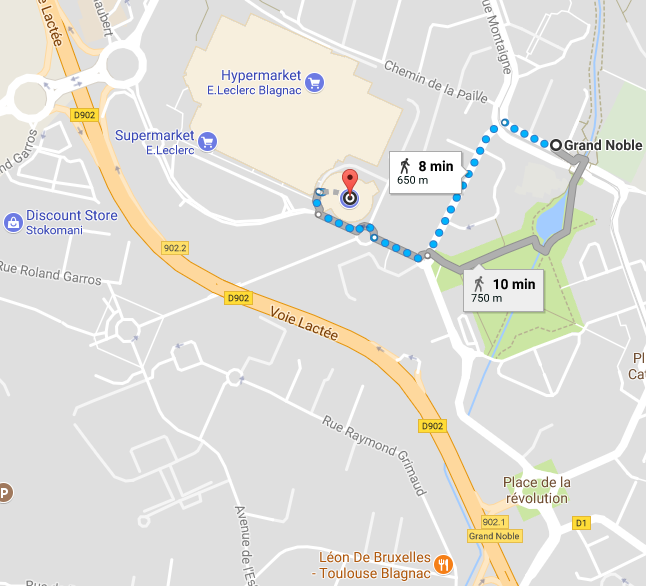 e Lactée
aubert
ue Montaigne
Hypermarket
E.Leclerc Blagnac
Chemin de la Paille
D902
Supermarket
E.Leclerc
nd Garros
Grand Noble
8 min
650 m
Discount Store
Stokomani
902.2
Rue Roland Garros
10 min
750 m
D902
Voie Lactée
Pl
Cat
D902
Rue Raymond Grimaud
Place de la
révolution
P
902.1
D1
Grand Noble
Avenue de l'Es
Léon De Bruxelles
- Toulouse Blagnac